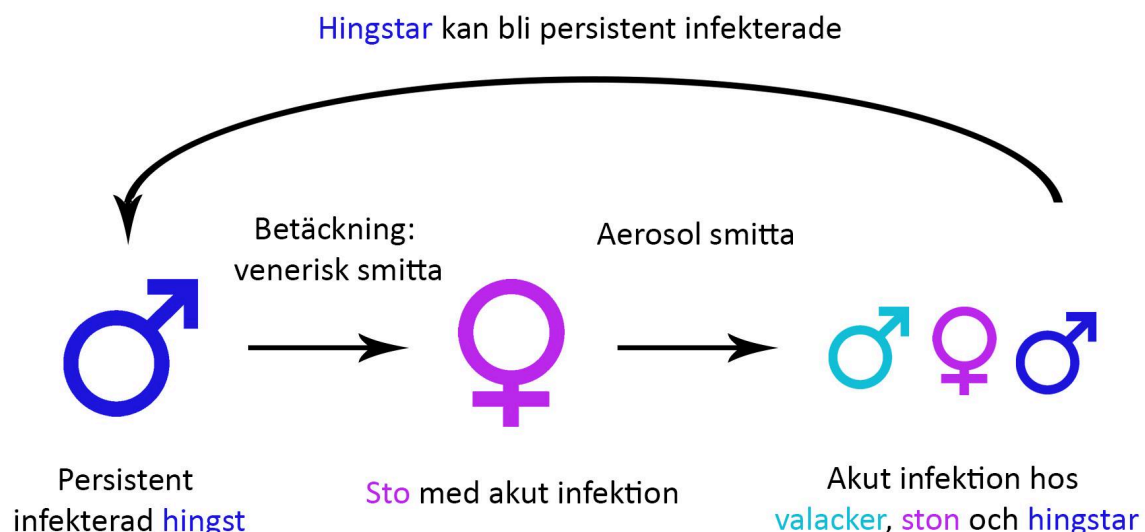 Hingstar kan bli persistent infekterade
Betäckning:
venerisk smitta
Aerosol smitta
Persistent
infekterad hingst
Sto med akut infektion
Akut infektion hos
valacker, ston och hingstar